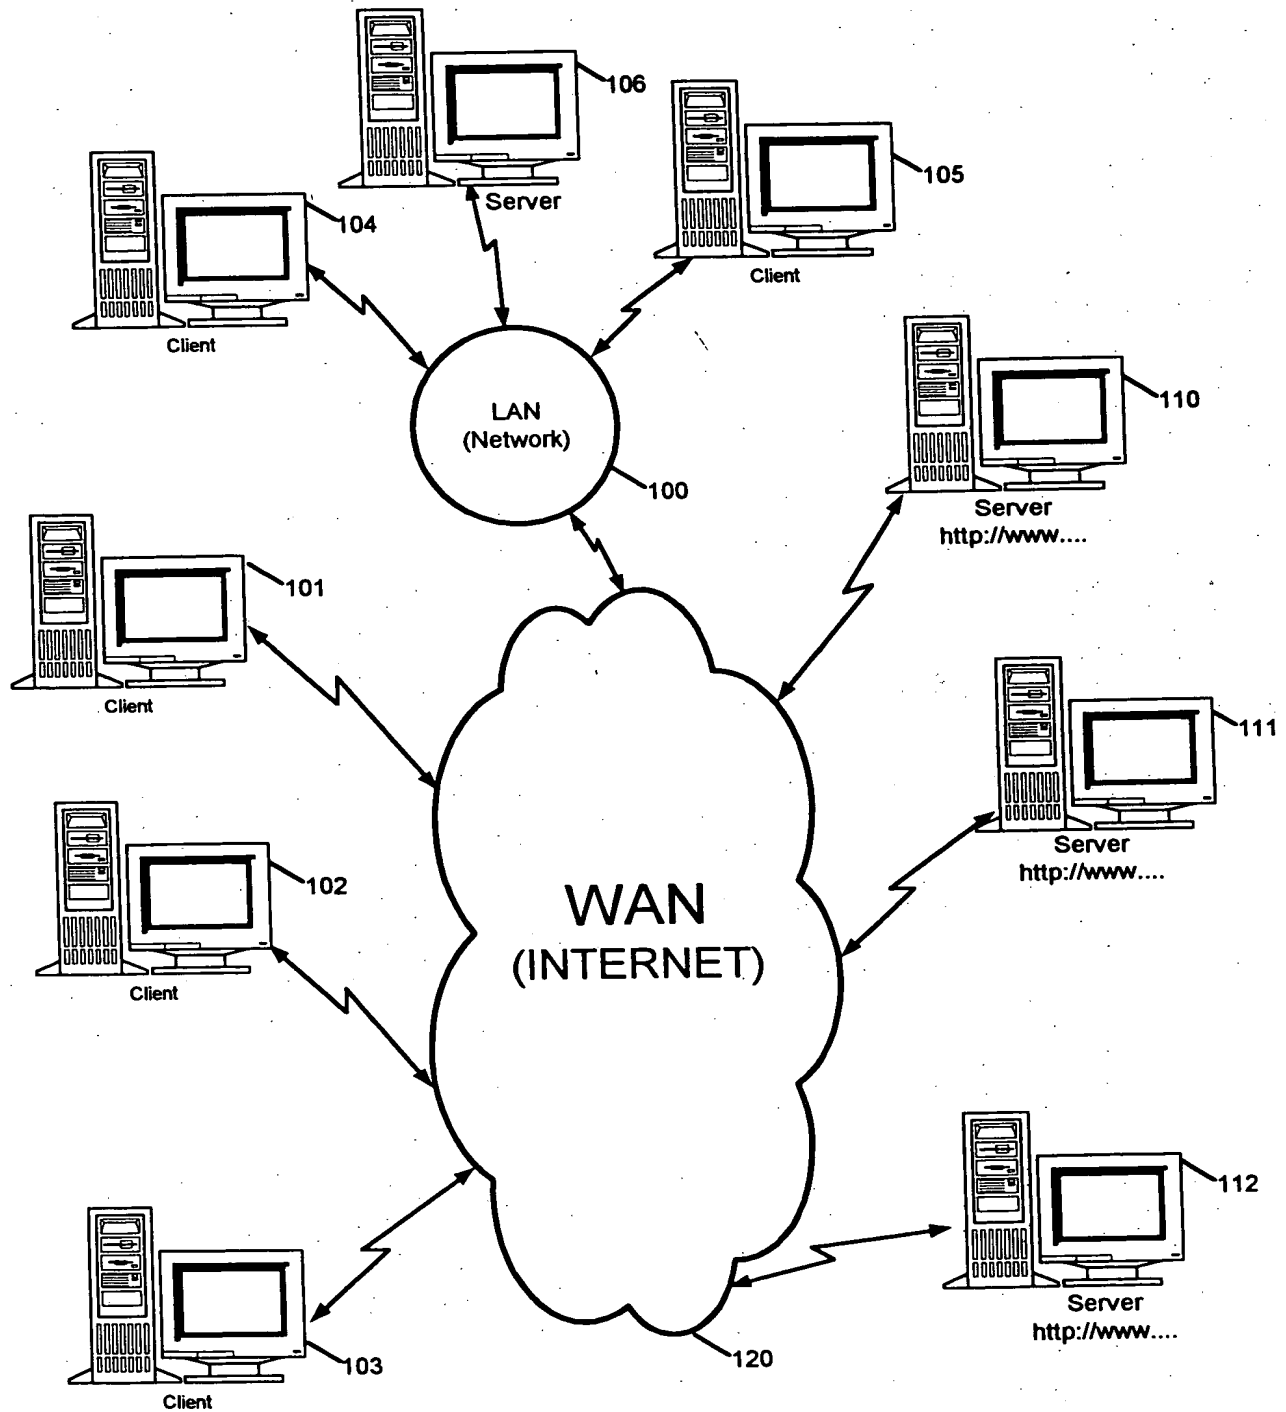 106
Server
105
Client
104
Client
LAN
(Network)
100
110
Server
http://www....
101
Client
111
Server
http://www....
102
Client
WAN
(INTERNET)
112
Server
http://www....
103
Client
120